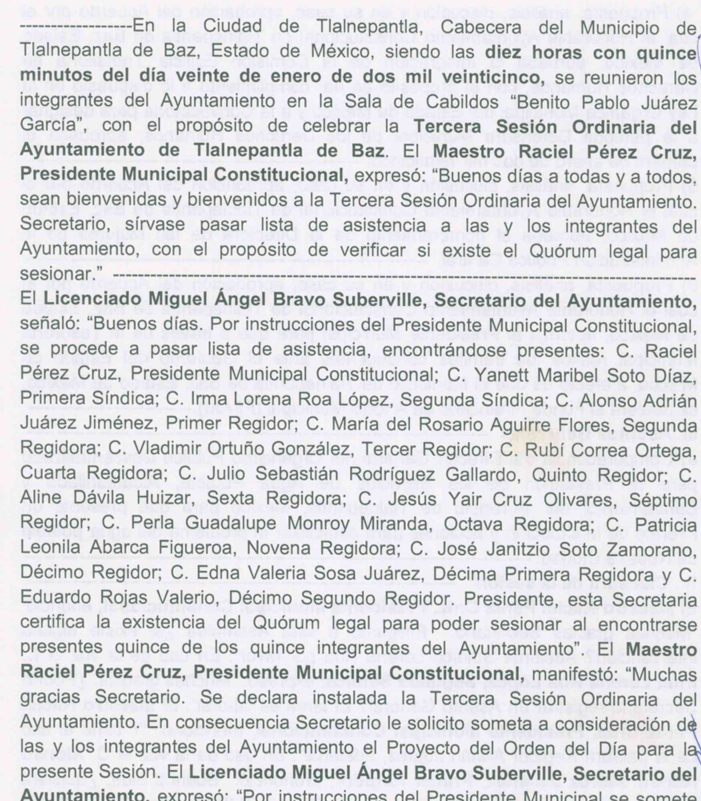 ------------------En la Ciudad de Tlalnepantla, Cabecera del Municipio de
Tlalnepantla de Baz, Estado de México, siendo las diez horas con quince
minutos del día veinte de enero de dos mil veinticinco, se reunieron los
integrantes del Ayuntamiento en la Sala de Cabildos “Benito Pablo Juárez
García”, con el propósito de celebrar la Tercera Sesión Ordinaria del
Ayuntamiento de Tlalnepantla de Baz. El Maestro Raciel Pérez Cruz,
Presidente Municipal Constitucional, expresó: “Buenos días a todas y a todos,
sean bienvenidas y bienvenidos a la Tercera Sesión Ordinaria del Ayuntamiento.
Secretario, sírvase pasar lista de asistencia a las y los integrantes del
Ayuntamiento, con el propósito de verificar si existe el Quórum legal para
sesionar.” ------------------------------------------------------------------------------------
El Licenciado Miguel Ángel Bravo Suberville, Secretario del Ayuntamiento,
señaló: “Buenos días. Por instrucciones del Presidente Municipal Constitucional,
se procede a pasar lista de asistencia, encontrándose presentes: C. Raciel
Pérez Cruz, Presidente Municipal Constitucional; C. Yanett Maribel Soto Díaz,
Primera Síndica; C. Irma Lorena Roa López, Segunda Síndica; C. Alonso Adrián
Juárez Jiménez, Primer Regidor; C. María del Rosario Aguirre Flores, Segunda
Regidora; C. Vladimir Ortuño González, Tercer Regidor; C. Rubí Correa Ortega,
Cuarta Regidora; C. Julio Sebastián Rodríguez Gallardo, Quinto Regidor; C.
Aline Dávila Huizar, Sexta Regidora; C. Jesús Yair Cruz Olivares, Séptimo
Regidor; C. Perla Guadalupe Monroy Miranda, Octava Regidora; C. Patricia
Leonila Abarca Figueroa, Novena Regidora; C. José Janitzio Soto Zamorano,
Décimo Regidor; C. Edna Valeria Sosa Juárez, Décima Primera Regidora y C.
Eduardo Rojas Valerio, Décimo Segundo Regidor. Presidente, esta Secretaria
certifica la existencia del Quórum legal para poder sesionar al encontrarse
presentes quince de los quince integrantes del Ayuntamiento”. El Maestro
Raciel Pérez Cruz, Presidente Municipal Constitucional, manifestó: “Muchas
gracias Secretario. Se declara instalada la Tercera Sesión Ordinaria del
Ayuntamiento. En consecuencia Secretario le solicito someta a consideración de
las y los integrantes del Ayuntamiento el Proyecto del Orden del Día para la
presente Sesión. El Licenciado Miguel Ángel Bravo Suberville, Secretario del
Ayuntamiento, expresó: “Por instrucciones del Presidente Municipal se somete